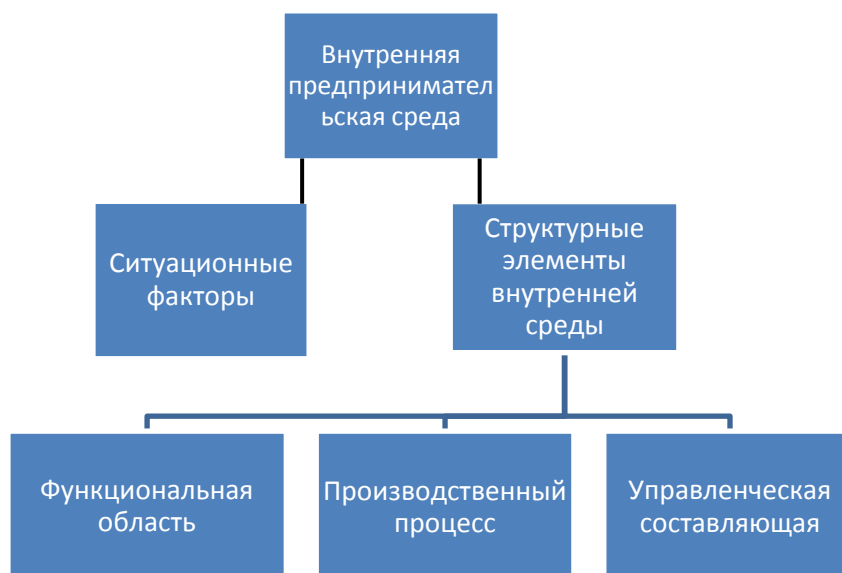 Внутренняя
предпринимател
ьская среда
Ситуационные
факторы
Структурные
элементы
внутренней
среды
Функциональная
область
Производственный
процесс
Управленческая
составляющая